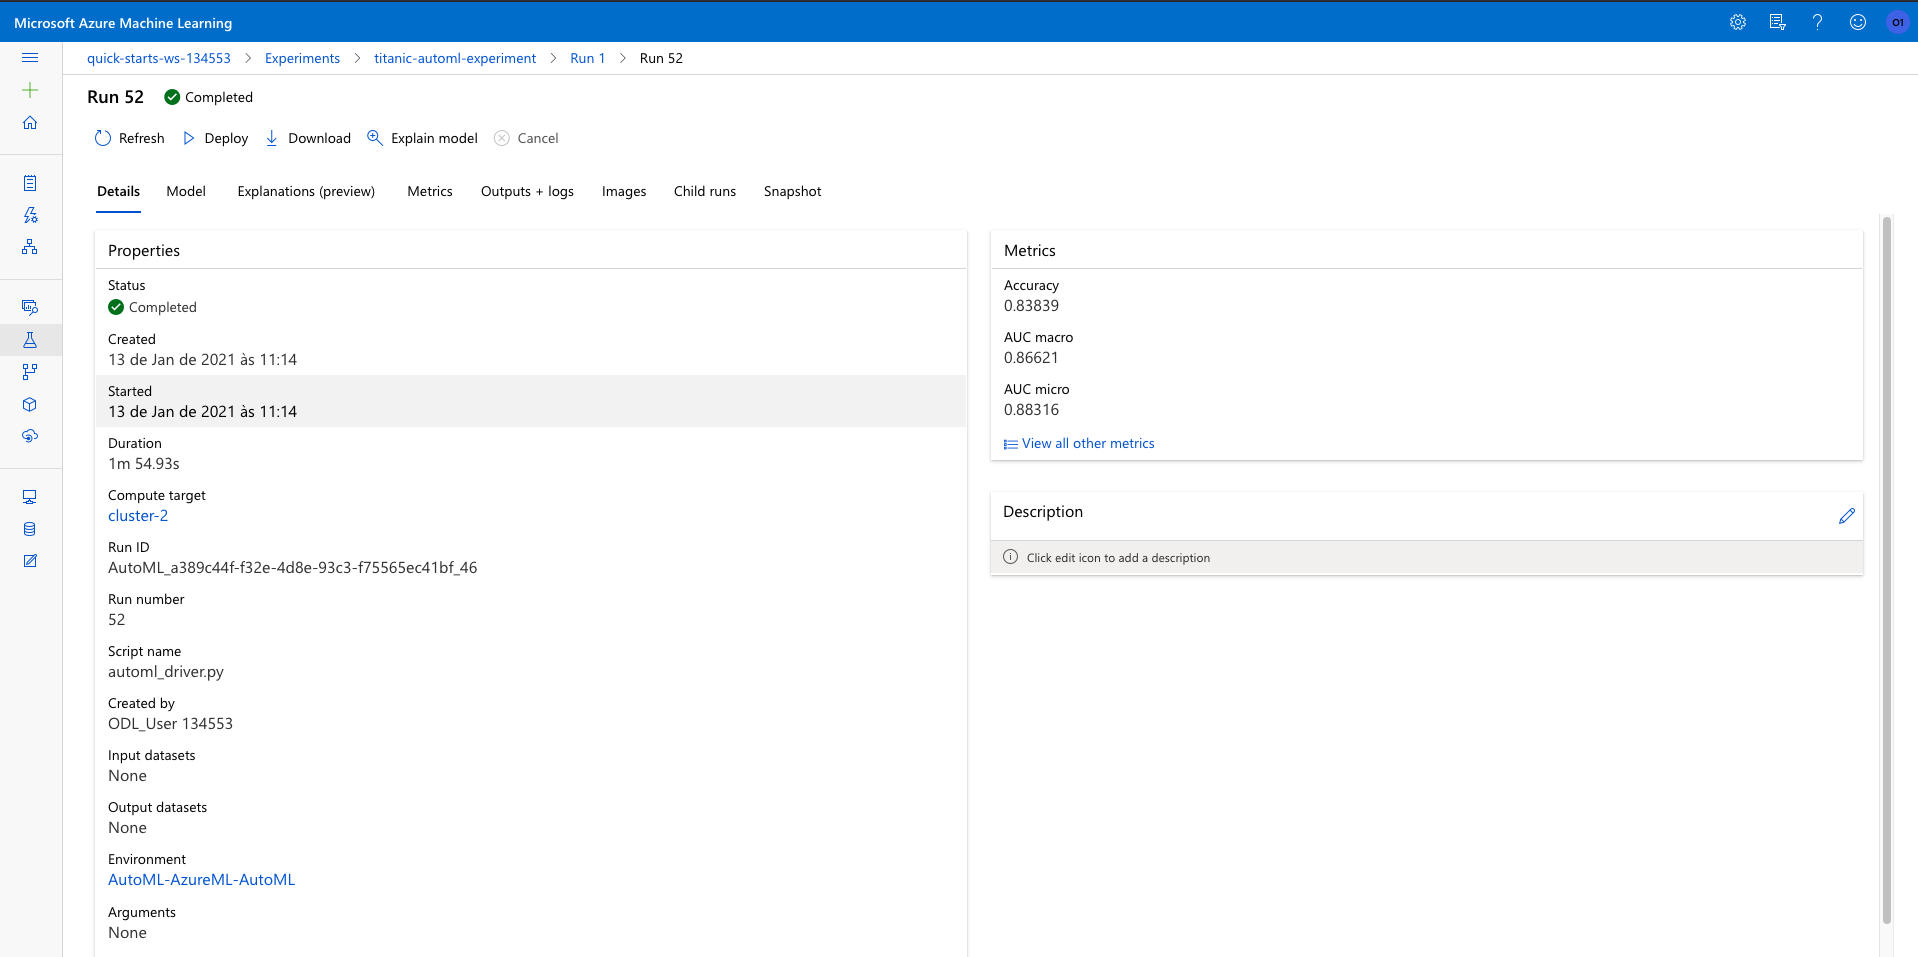 Microsoft Azure Machine Learning
O1
quick-starts-ws-134553 > Experiments > titanic-automl-experiment > Run 1 > Run 52
Run 52 Completed
Refresh Deploy Download Explain model Cancel
Details Model Explanations (preview) Metrics Outputs + logs Images Child runs Snapshot
Properties
Status
Completed
Created
13 de Jan de 2021 às 11:14
Started
13 de Jan de 2021 às 11:14
Duration
1m 54.93s
Compute target
cluster-2
Run ID
AutoML_a389c44f-f32e-4d8e-93c3-f75565ec41bf_46
Run number
52
Script name
automl_driver.py
Created by
ODL_User 134553
Input datasets
None
Output datasets
None
Environment
AutoML-AzureML-AutoML
Arguments
None
Metrics
Accuracy
0.83839
AUC macro
0.86621
AUC micro
0.88316
View all other metrics
Description
Click edit icon to add a description